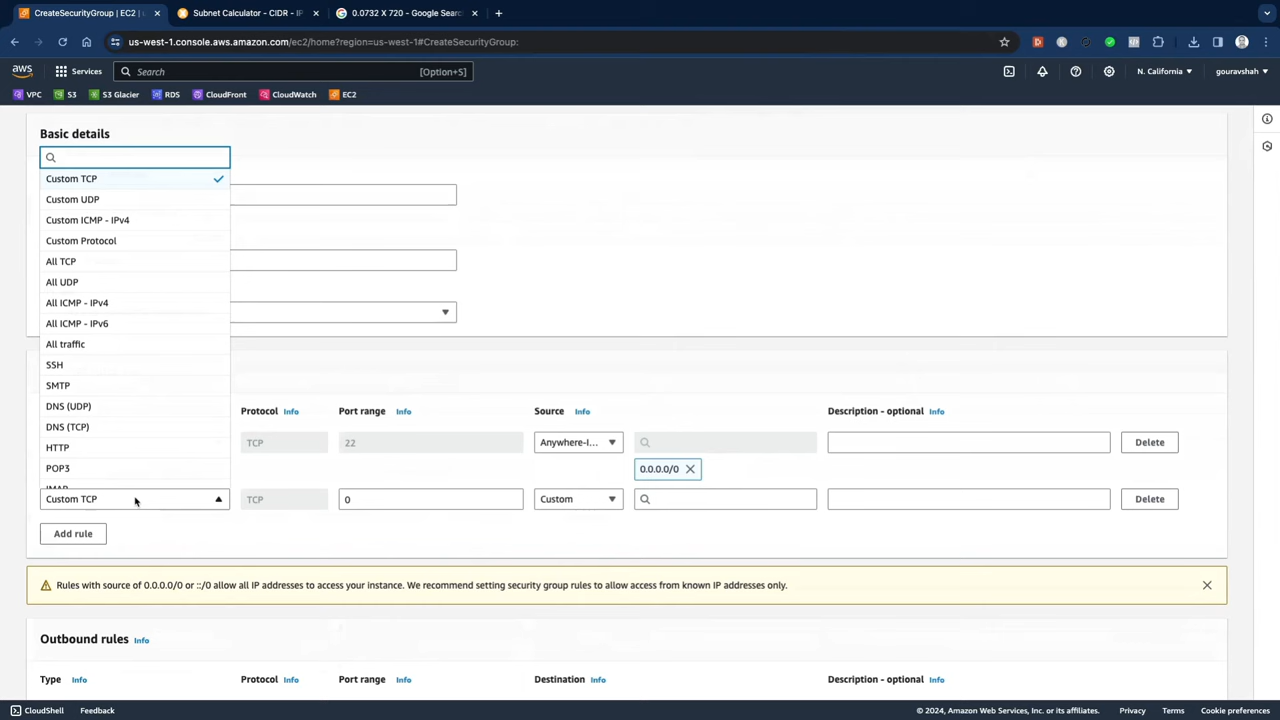 CreateSecurityGroup | EC2 |
Subnet Calculator - CIDR - IP
0.0732 X 720 - Google Search
us-west-1.console.aws.amazon.com/ec2/home?region=us-west-1#CreateSecurityGroup:
aws
Services
Search
[Option+S]
N. California
gouravshah
VPC
S3
S3 Glacier
RDS
CloudFront
CloudWatch
EC2
Basic details
Custom TCP
Custom UDP
Custom ICMP - IPv4
Custom Protocol
All TCP
All UDP
All ICMP - IPv4
All ICMP - IPv6
All traffic
SSH
SMTP
DNS (UDP)
DNS (TCP)
HTTP
POP3
IMAP
Protocol Info
Port range Info
Source Info
Description - optional Info
TCP
22
Anywhere-I...
Delete
0.0.0.0/0
Custom TCP
TCP
0
Custom
Delete
Add rule
Rules with source of 0.0.0.0/0 or ::/0 allow all IP addresses to access your instance. We recommend setting security group rules to allow access from known IP addresses only.
Outbound rules Info
Type Info
Protocol Info
Port range Info
Destination Info
Description - optional Info
CloudShell
Feedback
© 2024, Amazon Web Services, Inc. or its affiliates.
Privacy
Terms
Cookie preferences